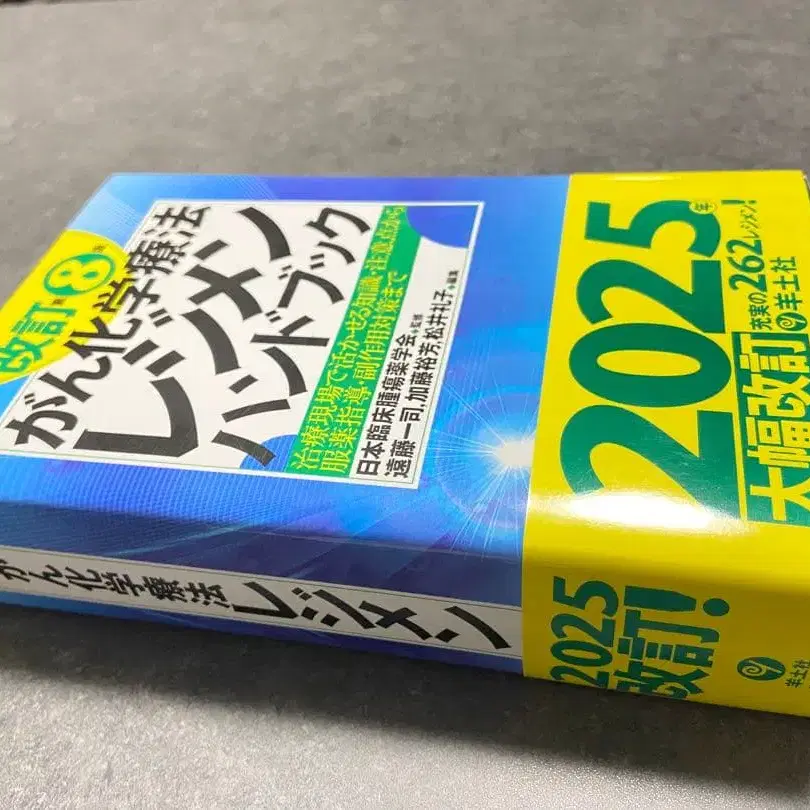 改訂第8版
がん化学療法
レジメン
ハンドブック
治療現場で活かせる知識・注意点から
服薬指導・副作用対策まで
日本臨床腫瘍薬学会●監修
遠藤一司,加藤裕芳,松井礼子●編集
2025年
大幅改訂
充実の262レジメン!
羊土社
がん化学療法レジメン
2025
改訂!
羊土社